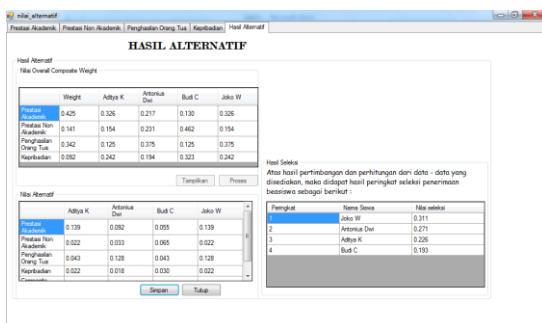 nilai_alternatif
Prestasi Akademik Prestasi Non Akademik Penghasilan Orang Tua Kepribadian Hasil Alternatif
HASIL ALTERNATIF
Hasil Alternatif
Nilai Overall Composite Weight
Weight Aditya K Antonius Dwi Budi C Joko W
Prestasi Akademik 0.425 0.326 0.217 0.130 0.326
Prestasi Non Akademik 0.141 0.154 0.231 0.462 0.154
Penghasilan Orang Tua 0.342 0.125 0.375 0.125 0.375
Kepribadian 0.092 0.242 0.194 0.323 0.242
Tampilkan Proses
Nilai Alternatif
Aditya K Antonius Dwi Budi C Joko W
Prestasi Akademik 0.139 0.092 0.055 0.139
Prestasi Non Akademik 0.022 0.033 0.065 0.022
Penghasilan Orang Tua 0.043 0.128 0.043 0.128
Kepribadian 0.022 0.018 0.030 0.022
Composite
Simpan Tutup
Hasil Seleksi
Atas hasil pertimbangan dan perhitungan dari data - data yang
disediakan, maka didapat hasil peringkat seleksi penerimaan
beasiswa sebagai berikut :
Peringkat Nama Siswa Nilai seleksi
1 Joko W 0.311
2 Antonius Dwi 0.271
3 Aditya K 0.226
4 Budi C 0.193